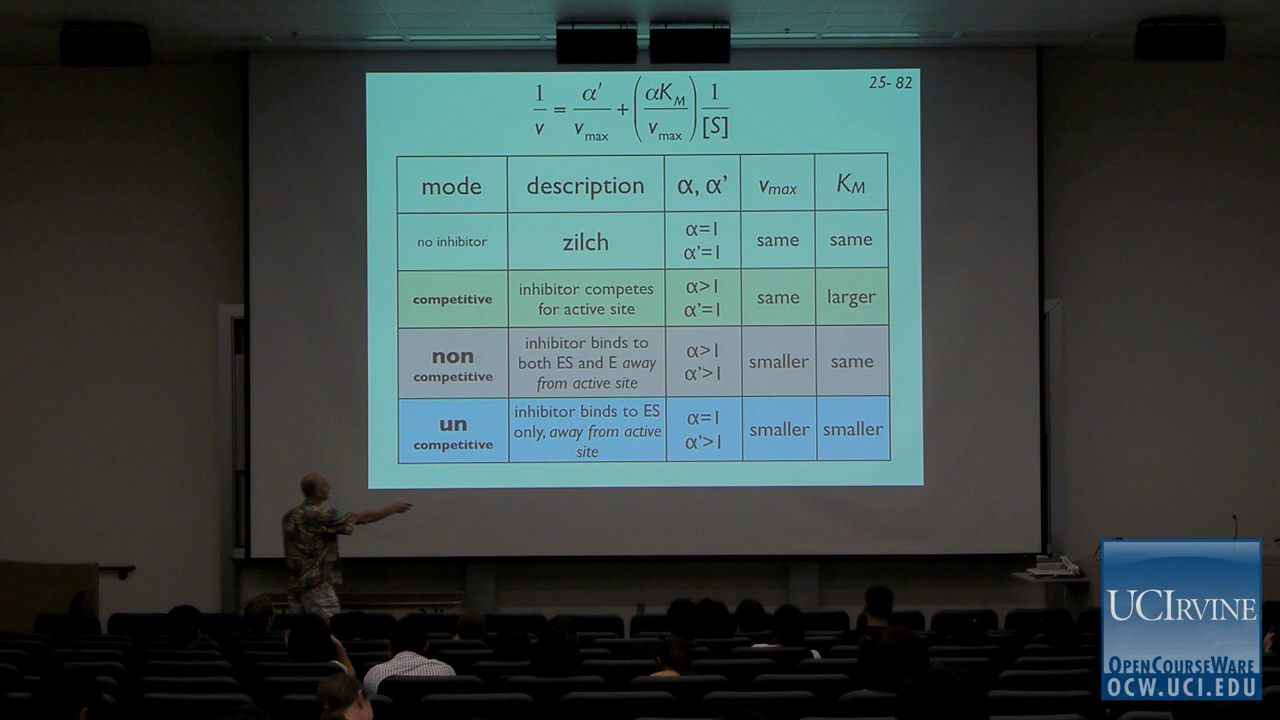 25- 82
1/v = α'/vmax + (αKM/vmax) 1/[S]
mode description α, α' vmax KM
no inhibitor zilch α=1 same same
α'=1
competitive inhibitor competes α>1 same larger
for active site α'=1
non inhibitor binds to α>1 smaller same
competitive both ES and E away α'>1
from active site
un inhibitor binds to ES α=1 smaller smaller
competitive only, away from active α'>1
site
UCIRVINE
OPENCOURSEWARE
OCW.UCI.EDU